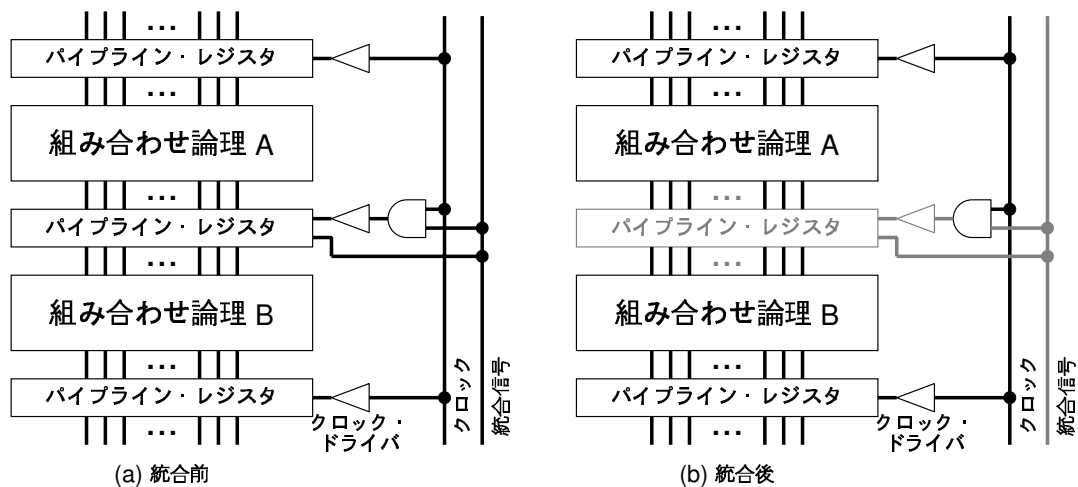 ...
パイプライン・レジスタ
...
組み合わせ論理 A
...
パイプライン・レジスタ
...
組み合わせ論理 B
...
パイプライン・レジスタ
...
クロック・
ドライバ
クロック
統合信号
(a) 統合前
...
パイプライン・レジスタ
...
組み合わせ論理 A
...
パイプライン・レジスタ
...
組み合わせ論理 B
...
パイプライン・レジスタ
...
クロック・
ドライバ
クロック
統合信号
(b) 統合後